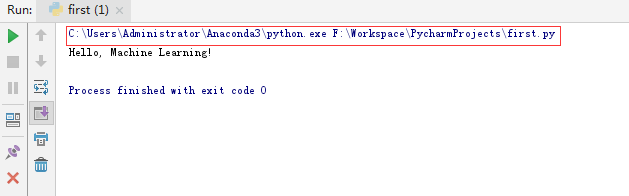 Run: first (1)
C:\Users\Administrator\Anaconda3\python.exe F:\Workspace\PycharmProjects\first.py
Hello, Machine Learning!
Process finished with exit code 0